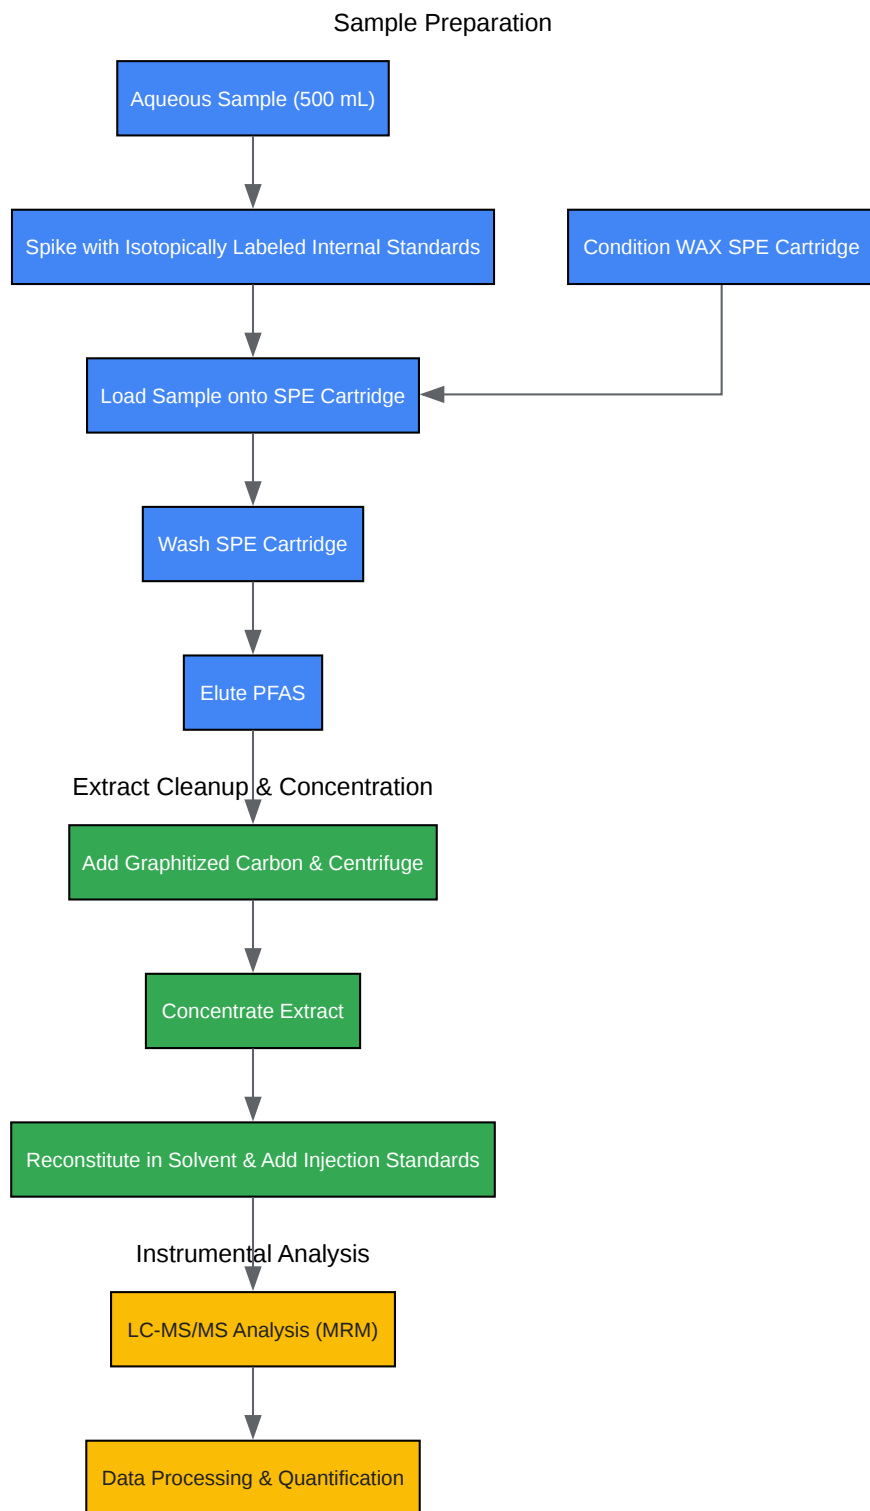 Sample Preparation
Aqueous Sample (500 mL)
Spike with Isotopically Labeled Internal Standards
Condition WAX SPE Cartridge
Load Sample onto SPE Cartridge
Wash SPE Cartridge
Elute PFAS
Extract Cleanup & Concentration
Add Graphitized Carbon & Centrifuge
Concentrate Extract
Reconstitute in Solvent & Add Injection Standards
Instrumental Analysis
LC-MS/MS Analysis (MRM)
Data Processing & Quantification